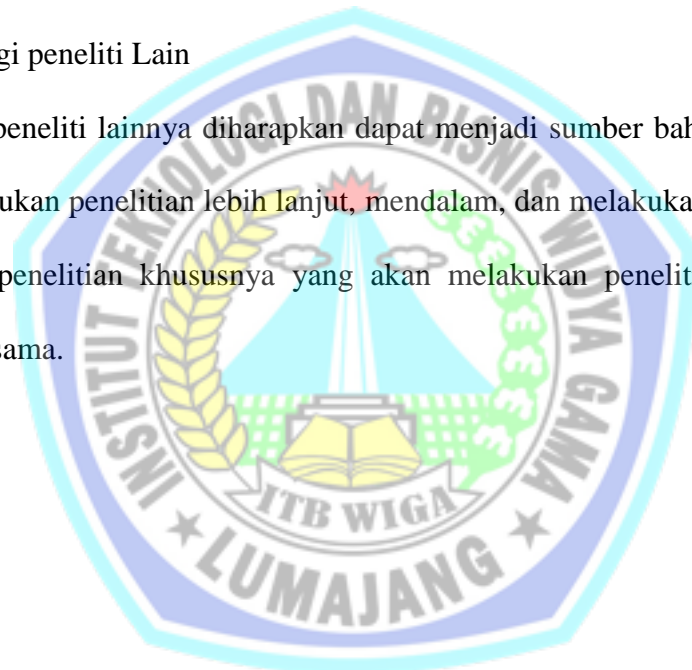 gi peneliti Lain
peneliti lainnya diharapkan dapat menjadi sumber bah
ukan penelitian lebih lanjut, mendalam, dan melakuka
penelitian khususnya yang akan melakukan penelit
sama.
INSTITUT TEKNOLOGI DAN BISNIS WIDYA GAMA
ITB WIGA
LUMAJANG